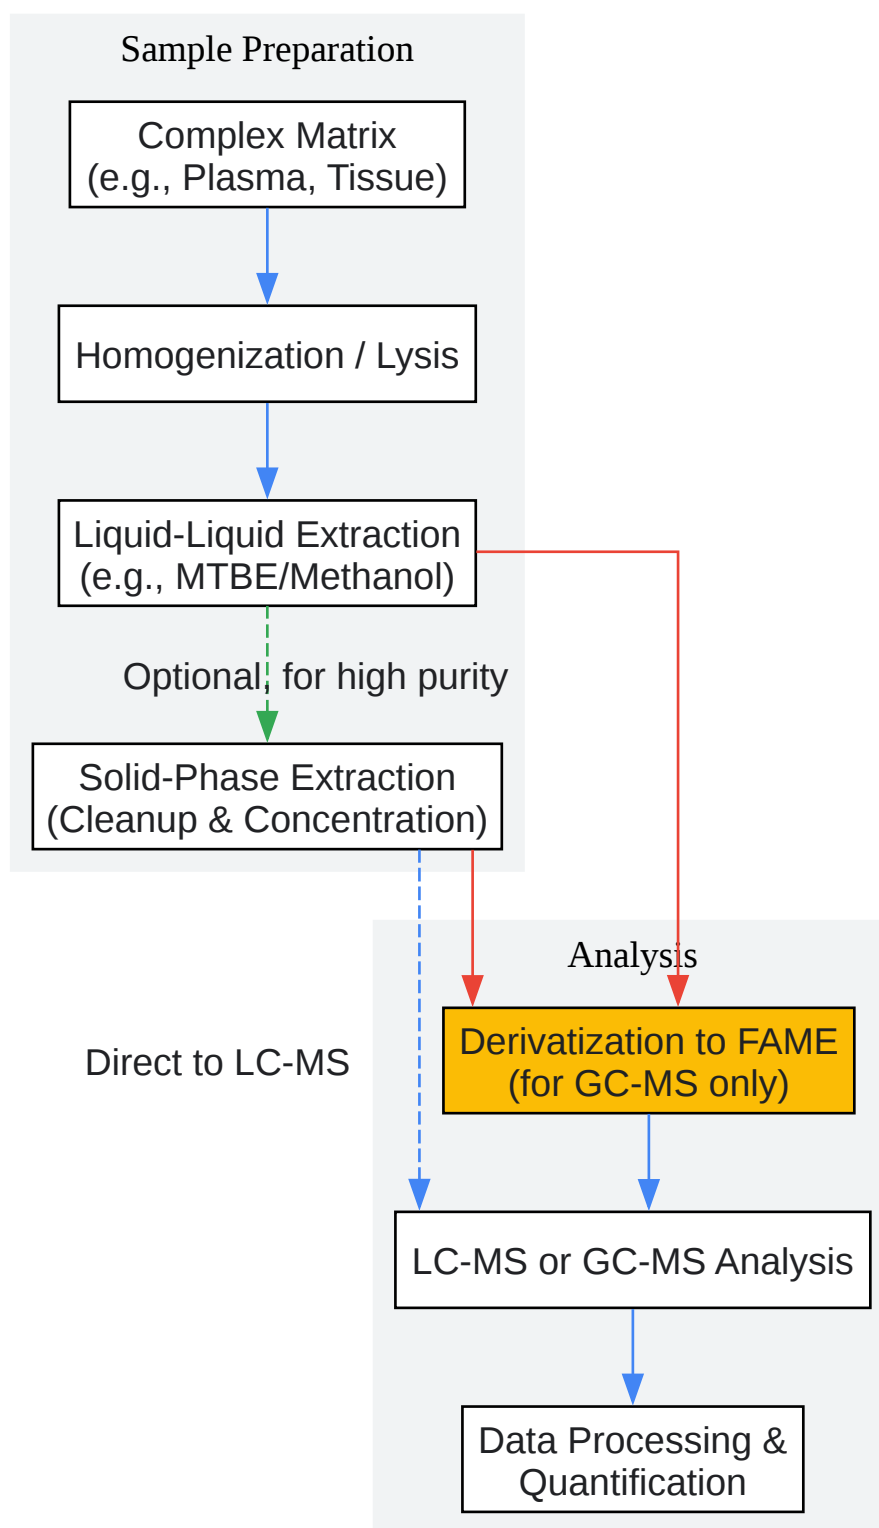 Sample Preparation
Complex Matrix
(e.g., Plasma, Tissue)
Homogenization / Lysis
Liquid-Liquid Extraction
(e.g., MTBE/Methanol)
Optional, for high purity
Solid-Phase Extraction
(Cleanup & Concentration)
Analysis
Derivatization to FAME
(for GC-MS only)
Direct to LC-MS
LC-MS or GC-MS Analysis
Data Processing &
Quantification